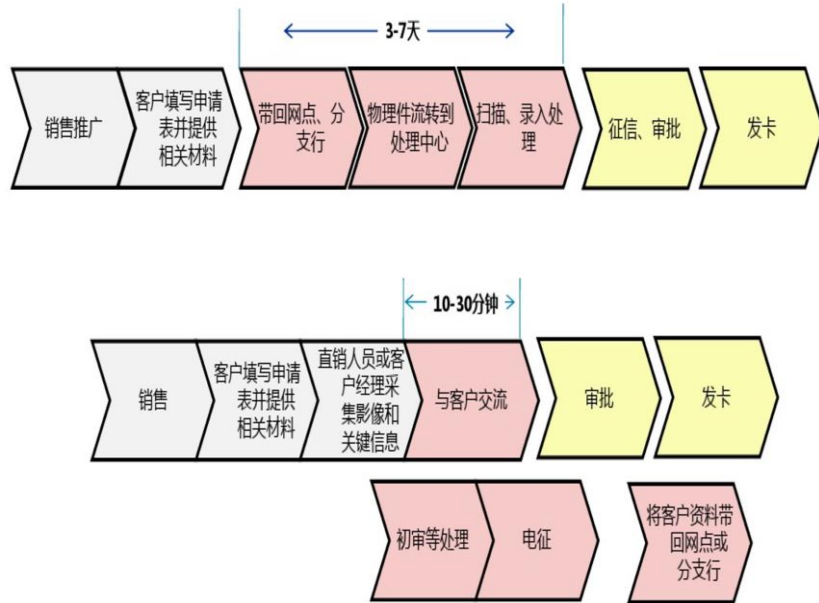 3-7天
销售推广
客户填写申请
表并提供
相关材料
带回网点、分
支行
物理件流转到
处理中心
扫描、录入处
理
征信、审批
发卡
10-30分钟
销售
客户填写申请
表并提供
相关材料
直销人员或客
户经理采
集影像和
关键信息
与客户交流
审批
发卡
初审等处理
电征
将客户资料带
回网点或
分支行